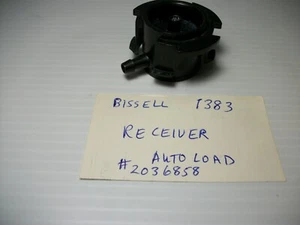 BISSELL 1383
RECEIVER
AUTO LOAD
#2036858